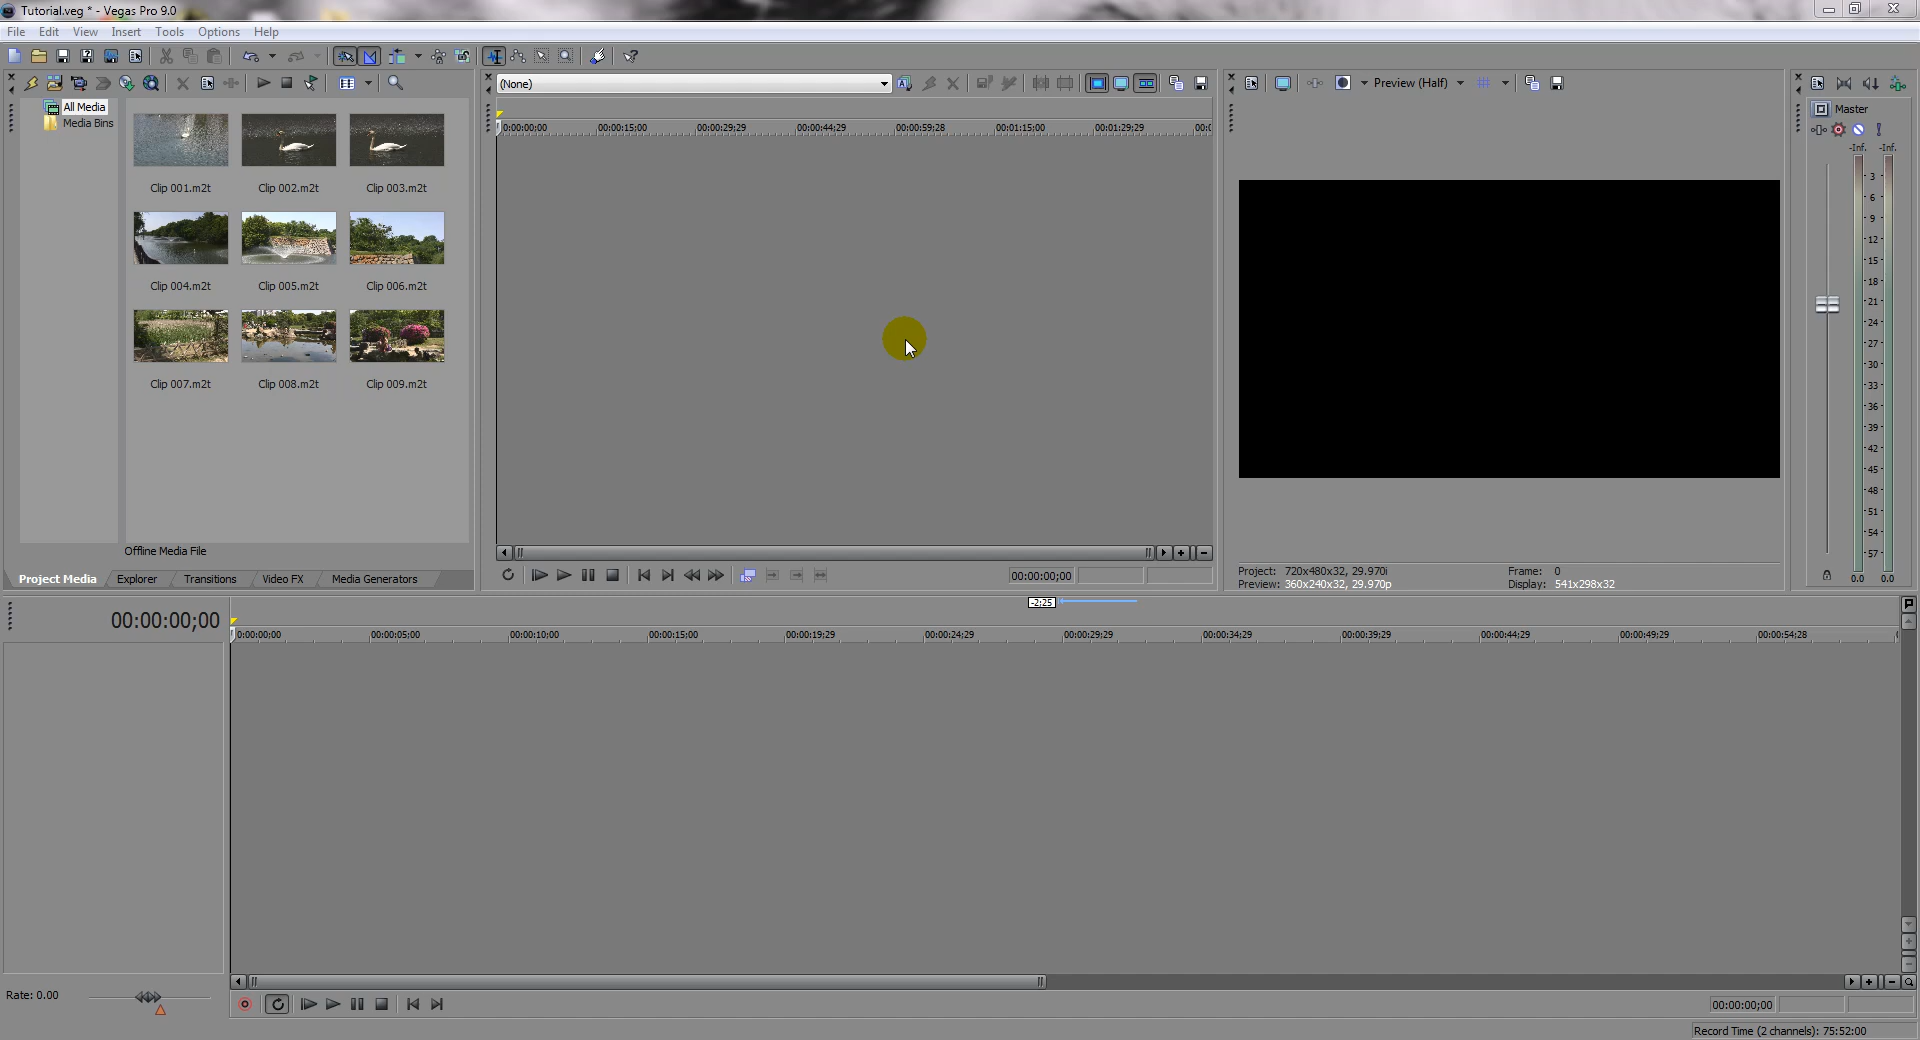 Tutorial.veg * - Vegas Pro 9.0
File Edit View Insert Tools Options Help
(None)
Preview (Half)
All Media
Media Bins
Master
-Inf. -Inf.
0:00:00;00 00:00:15;00 00:00:29;29 00:00:44;29 00:00:59;28 00:01:15;00 00:01:29;29 00:0
Clip 001.m2t Clip 002.m2t Clip 003.m2t
Clip 004.m2t Clip 005.m2t Clip 006.m2t
Clip 007.m2t Clip 008.m2t Clip 009.m2t
3
6
9
12
15
18
21
24
27
30
33
36
39
42
45
48
51
54
57
0.0 0.0
Offline Media File
Project Media Explorer Transitions Video FX Media Generators
00:00:00;00
Project: 720x480x32, 29.970i Frame: 0
Preview: 360x240x32, 29.970p Display: 541x298x32
-2;25
00:00:00;00
0:00:00;00 00:00:05;00 00:00:10;00 00:00:15;00 00:00:19;29 00:00:24;29 00:00:29;29 00:00:34;29 00:00:39;29 00:00:44;29 00:00:49;29 00:00:54;28
Rate: 0.00
00:00:00;00
Record Time (2 channels): 75:52:00